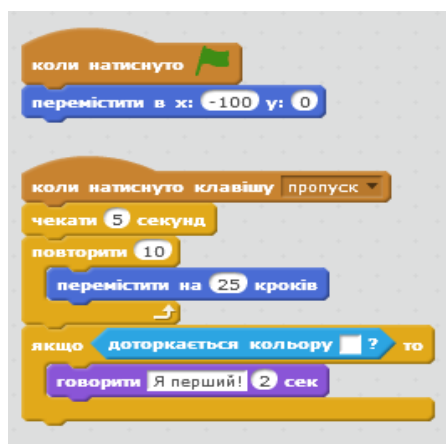 коли натиснуто
перемістити в x: -100 y: 0
коли натиснуто клавішу пропуск
чекати 5 секунд
повторити 10
перемістити на 25 кроків
якщо доторкається кольору ? то
говорити Я перший! 2 сек